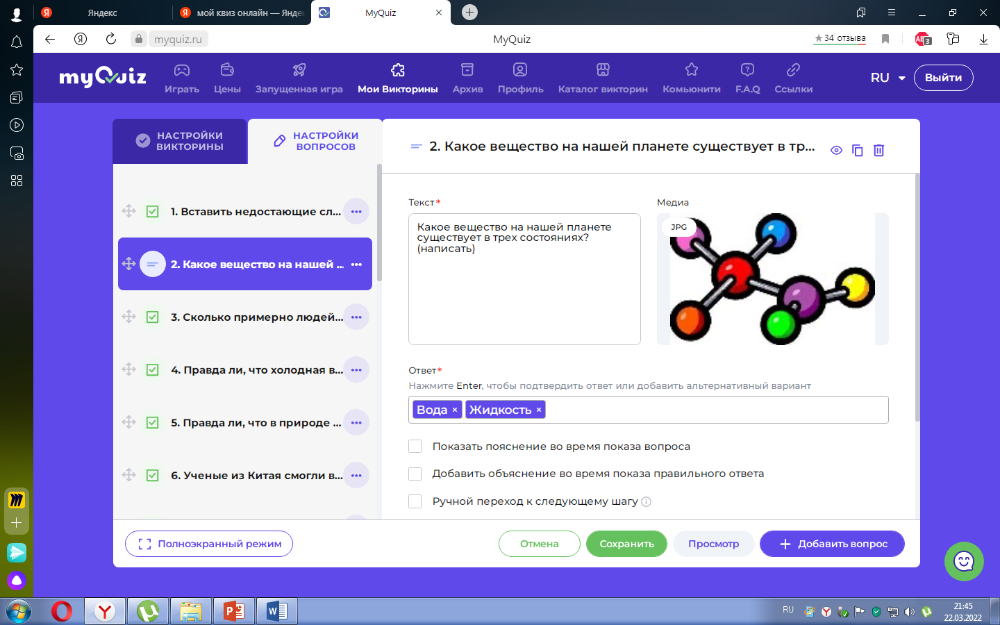 Яндекс
мой квиз онлайн — Янде
MyQuiz
myquiz.ru
MyQuiz
34 отзыва
3
myQuiz
Играть
Цены
Запущенная игра
Мои Викторины
Архив
Профиль
Каталог викторин
Комьюнити
F.A.Q
Ссылки
RU
Выйти
НАСТРОЙКИ
ВИКТОРИНЫ
НАСТРОЙКИ
ВОПРОСОВ
1. Вставить недостающие сл...
2. Какое вещество на нашей ...
3. Сколько примерно людей...
4. Правда ли, что холодная в...
5. Правда ли, что в природе ...
6. Ученые из Китая смогли в...
2. Какое вещество на нашей планете существует в тр...
Текст*
Какое вещество на нашей планете
существует в трех состояниях?
(написать)
Медиа
JPG
Ответ*
Нажмите Enter, чтобы подтвердить ответ или добавить альтернативный вариант
Вода × Жидкость ×
Показать пояснение во время показа вопроса
Добавить объяснение во время показа правильного ответа
Ручной переход к следующему шагу
Полноэкранный режим
Отмена
Сохранить
Просмотр
Добавить вопрос
RU
21:45
22.03.2022